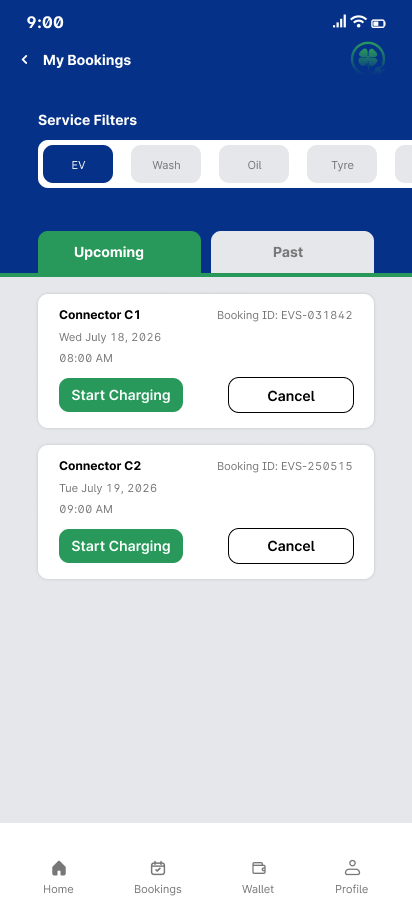 9:00
My Bookings
Service Filters
EV Wash Oil Tyre
Upcoming Past
Connector C1 Booking ID: EVS-031842
Wed July 18, 2026
08:00 AM
Start Charging Cancel
Connector C2 Booking ID: EVS-250515
Tue July 19, 2026
09:00 AM
Start Charging Cancel
Home Bookings Wallet Profile